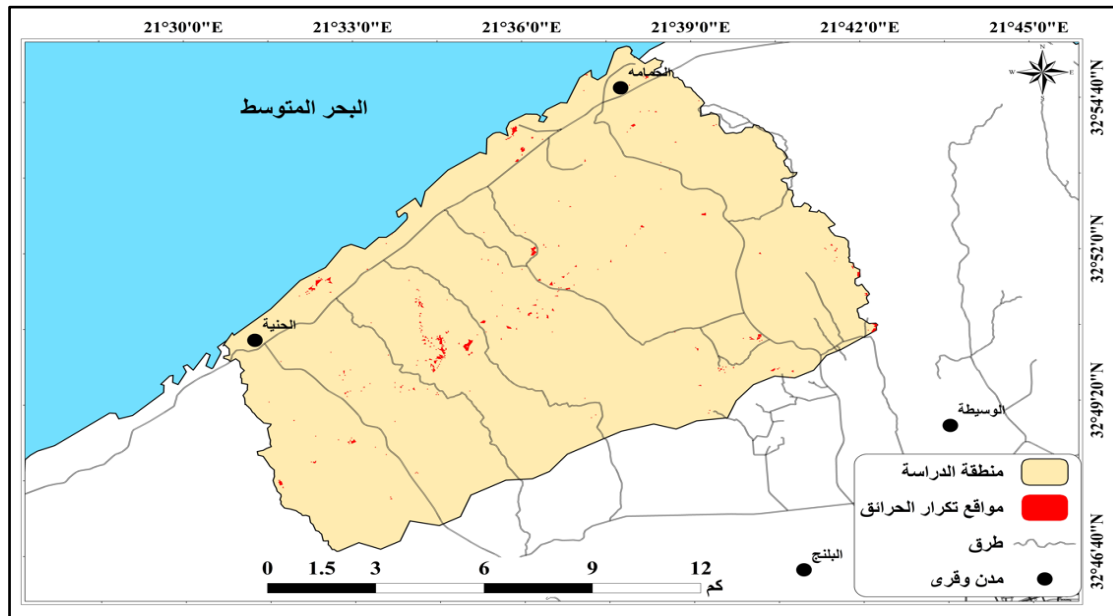 21°30'0"E 21°33'0"E 21°36'0"E 21°39'0"E 21°42'0"E 21°45'0"E
N
W E
S
32°54'40"N
32°52'0"N
32°49'20"N
32°46'40"N
الحمامه
البحر المتوسط
الحنية
الوسيطة
البلنج
منطقة الدراسة
مواقع تكرار الحرائق
طرق
مدن وقرى
0 1.5 3 6 9 12
كم